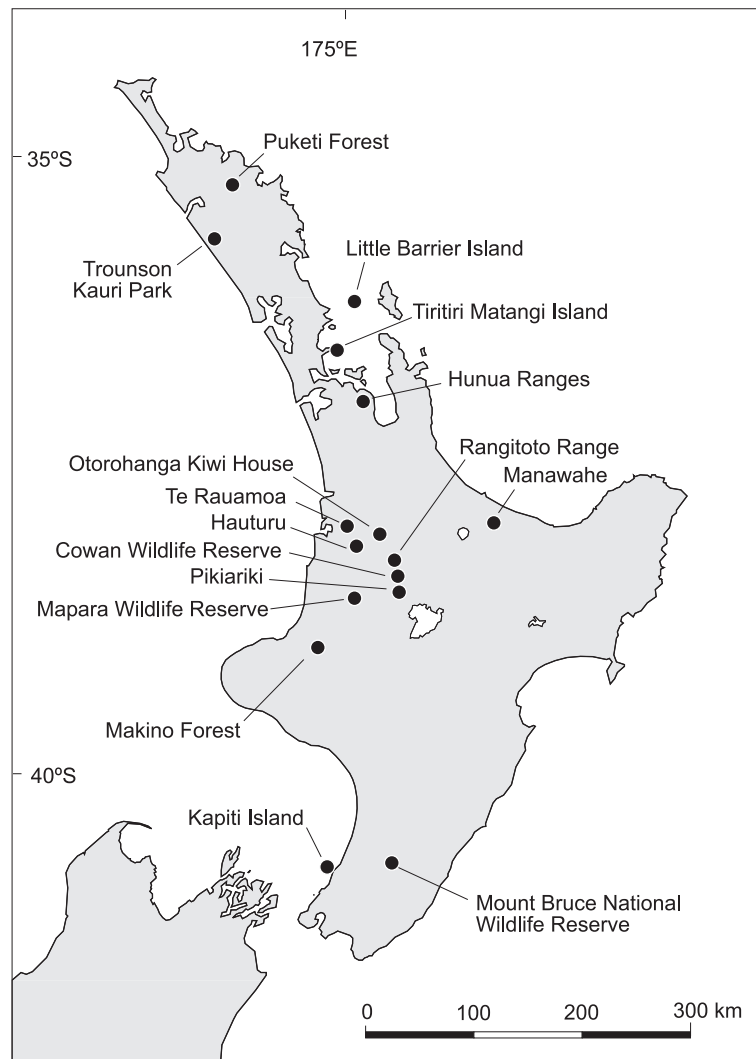 175ºE
35ºS
Puketi Forest
Trounson
Kauri Park
Little Barrier Island
Tiritiri Matangi Island
Hunua Ranges
Rangitoto Range
Otorohanga Kiwi House
Manawahe
Te Rauamoa
Hauturu
Cowan Wildlife Reserve
Pikiariki
Mapara Wildlife Reserve
Makino Forest
40ºS
Kapiti Island
Mount Bruce National
Wildlife Reserve
0 100 200 300 km